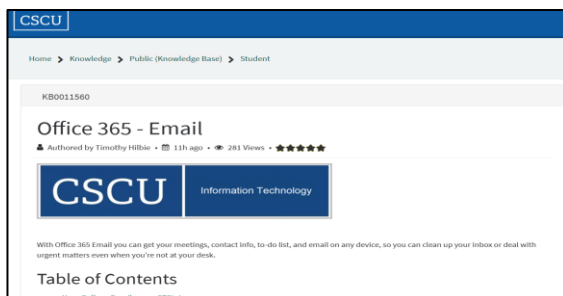 CSCU
Home > Knowledge > Public (Knowledge Base) > Student
KB0011560
Office 365 - Email
Authored by Timothy Hilbie • 11h ago • 281 Views • ★★★★★
CSCU Information Technology
With Office 365 Email you can get your meetings, contact info, to-do list, and email on any device, so you can clean up your inbox or deal with
urgent matters even when you're not at your desk.
Table of Contents